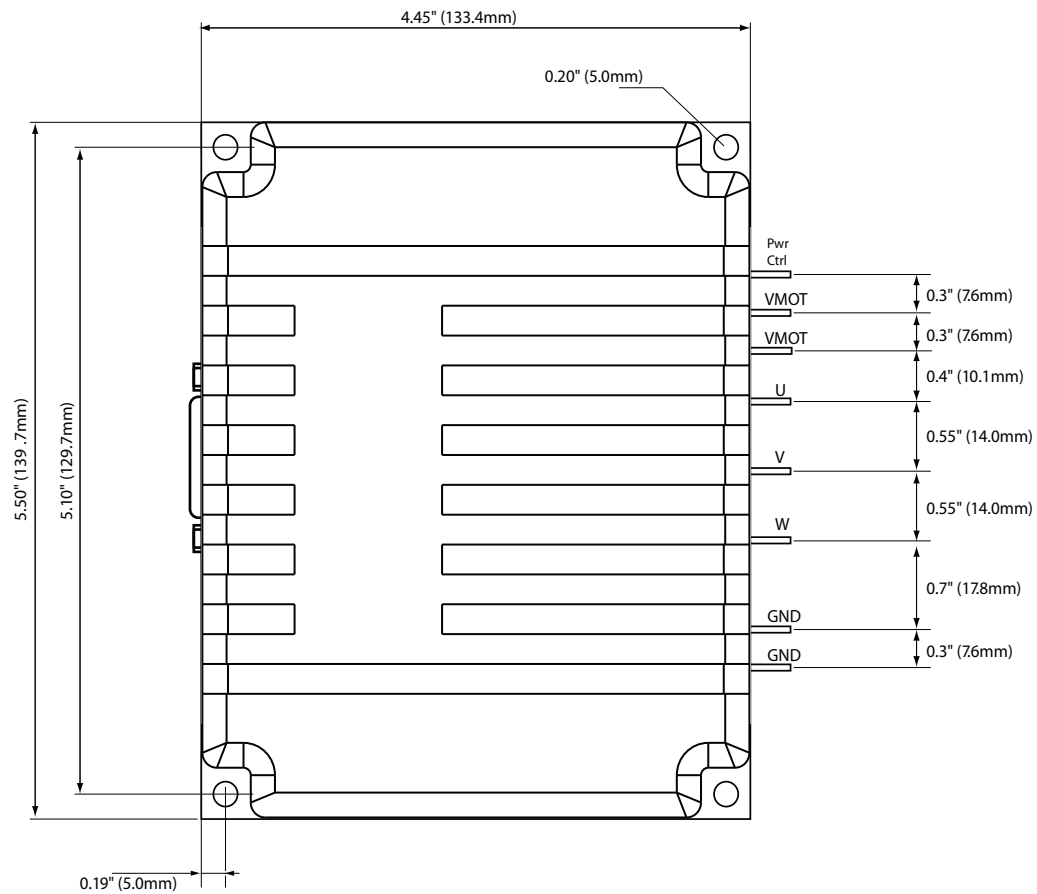 4.45" (133.4mm)
0.20" (5.0mm)
5.50" (139 .7mm)
5.10" (129.7mm)
Pwr
Ctrl
0.3" (7.6mm)
VMOT
0.3" (7.6mm)
VMOT
0.4" (10.1mm)
U
0.55" (14.0mm)
V
0.55" (14.0mm)
W
0.7" (17.8mm)
GND
0.3" (7.6mm)
GND
0.19" (5.0mm)